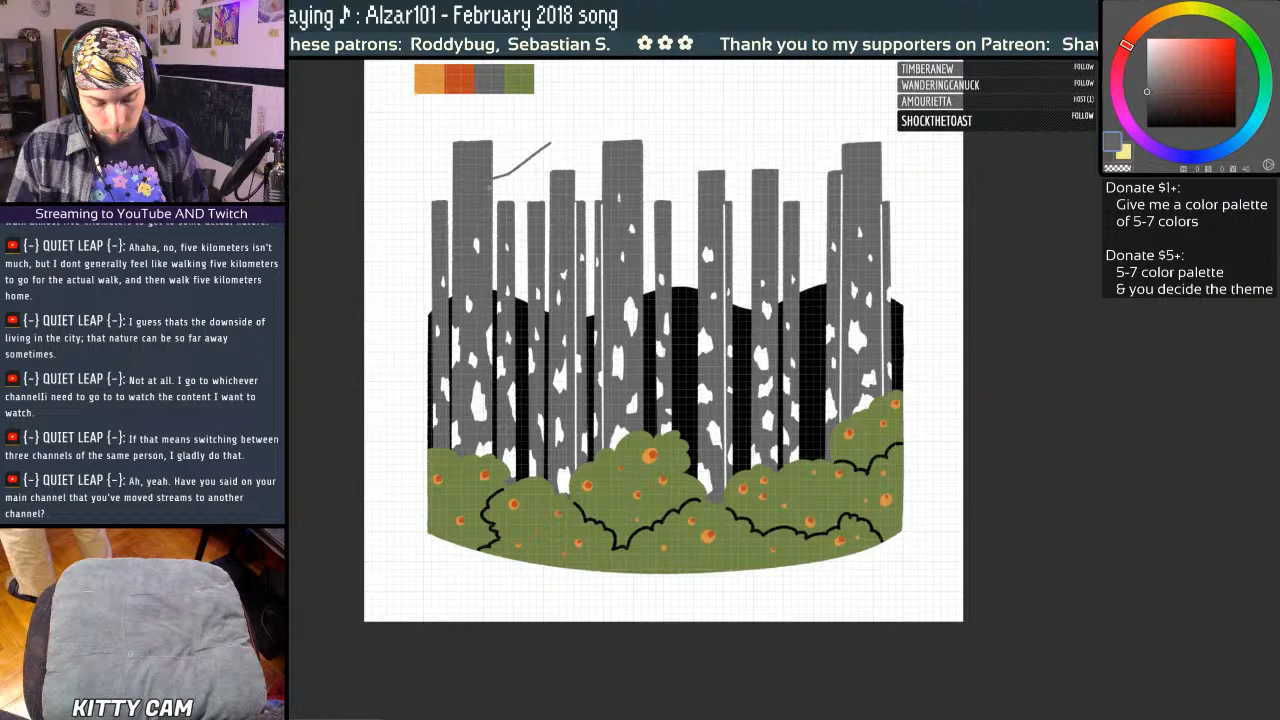 aying ♪ : Alzar101 - February 2018 song
hese patrons: Roddybug, Sebastian S. ✿ ✿ ✿ Thank you to my supporters on Patreon: Shaw
TIMBERANEW FOLLOW
WANDERINGCANUCK FOLLOW
AMOURIETTA HOST(1)
SHOCKTHETOAST FOLLOW
Donate $1+:
Give me a color palette
of 5-7 colors
Donate $5+:
5-7 color palette
& you decide the theme
Streaming to YouTube AND Twitch
{-} QUIET LEAP {-}: Ahaha, no, five kilometers isn't
much, but I dont generally feel like walking five kilometers
to go for the actual walk, and then walk five kilometers
home.
{-} QUIET LEAP {-}: I guess thats the downside of
living in the city; that nature can be so far away
sometimes.
{-} QUIET LEAP {-}: Not at all. I go to whichever
channelIi need to go to to watch the content I want to
watch.
{-} QUIET LEAP {-}: If that means switching between
three channels of the same person, I gladly do that.
{-} QUIET LEAP {-}: Ah, yeah. Have you said on your
main channel that you've moved streams to another
channel?
KITTY CAM